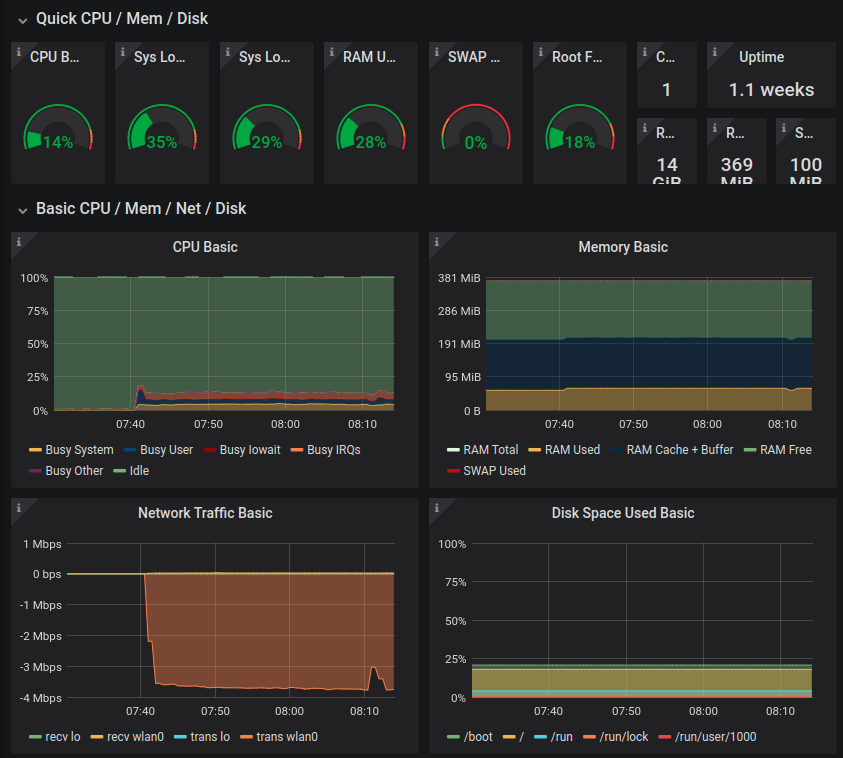 Quick CPU / Mem / Disk
CPU B... Sys Lo... Sys Lo... RAM U... SWAP ... Root F... C... Uptime
1 1.1 weeks
14% 35% 29% 28% 0% 18%
R... R... S...
14 369 100
GiB MiB MiB
Basic CPU / Mem / Net / Disk
CPU Basic
100%
75%
50%
25%
0%
07:40 07:50 08:00 08:10
Busy System Busy User Busy Iowait Busy IRQs
Busy Other Idle
Memory Basic
381 MiB
286 MiB
191 MiB
95 MiB
0 B
07:40 07:50 08:00 08:10
RAM Total RAM Used RAM Cache + Buffer RAM Free
SWAP Used
Network Traffic Basic
1 Mbps
0 bps
-1 Mbps
-2 Mbps
-3 Mbps
-4 Mbps
07:40 07:50 08:00 08:10
recv lo recv wlan0 trans lo trans wlan0
Disk Space Used Basic
100%
75%
50%
25%
0%
07:40 07:50 08:00 08:10
/boot / /run /run/lock /run/user/1000